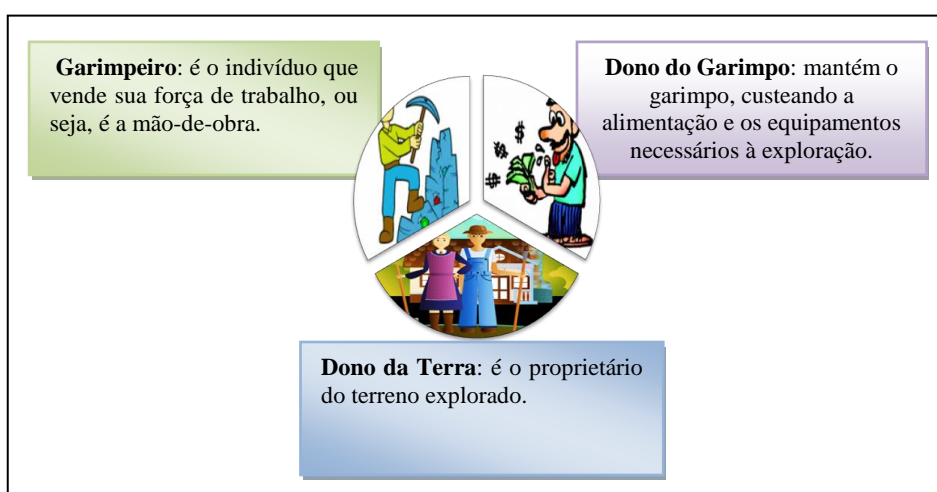 Garimpeiro: é o indivíduo que
vende sua força de trabalho, ou
seja, é a mão-de-obra.
Dono do Garimpo: mantém o
garimpo, custeando a
alimentação e os equipamentos
necessários à exploração.
$
$
$
$
Dono da Terra: é o proprietário
do terreno explorado.